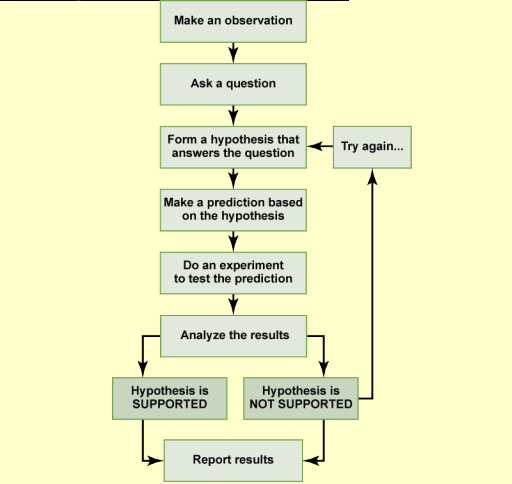 Make an observation
Ask a question
Form a hypothesis that
answers the question
Try again...
Make a prediction based
on the hypothesis
Do an experiment
to test the prediction
Analyze the results
Hypothesis is
SUPPORTED
Hypothesis is
NOT SUPPORTED
Report results